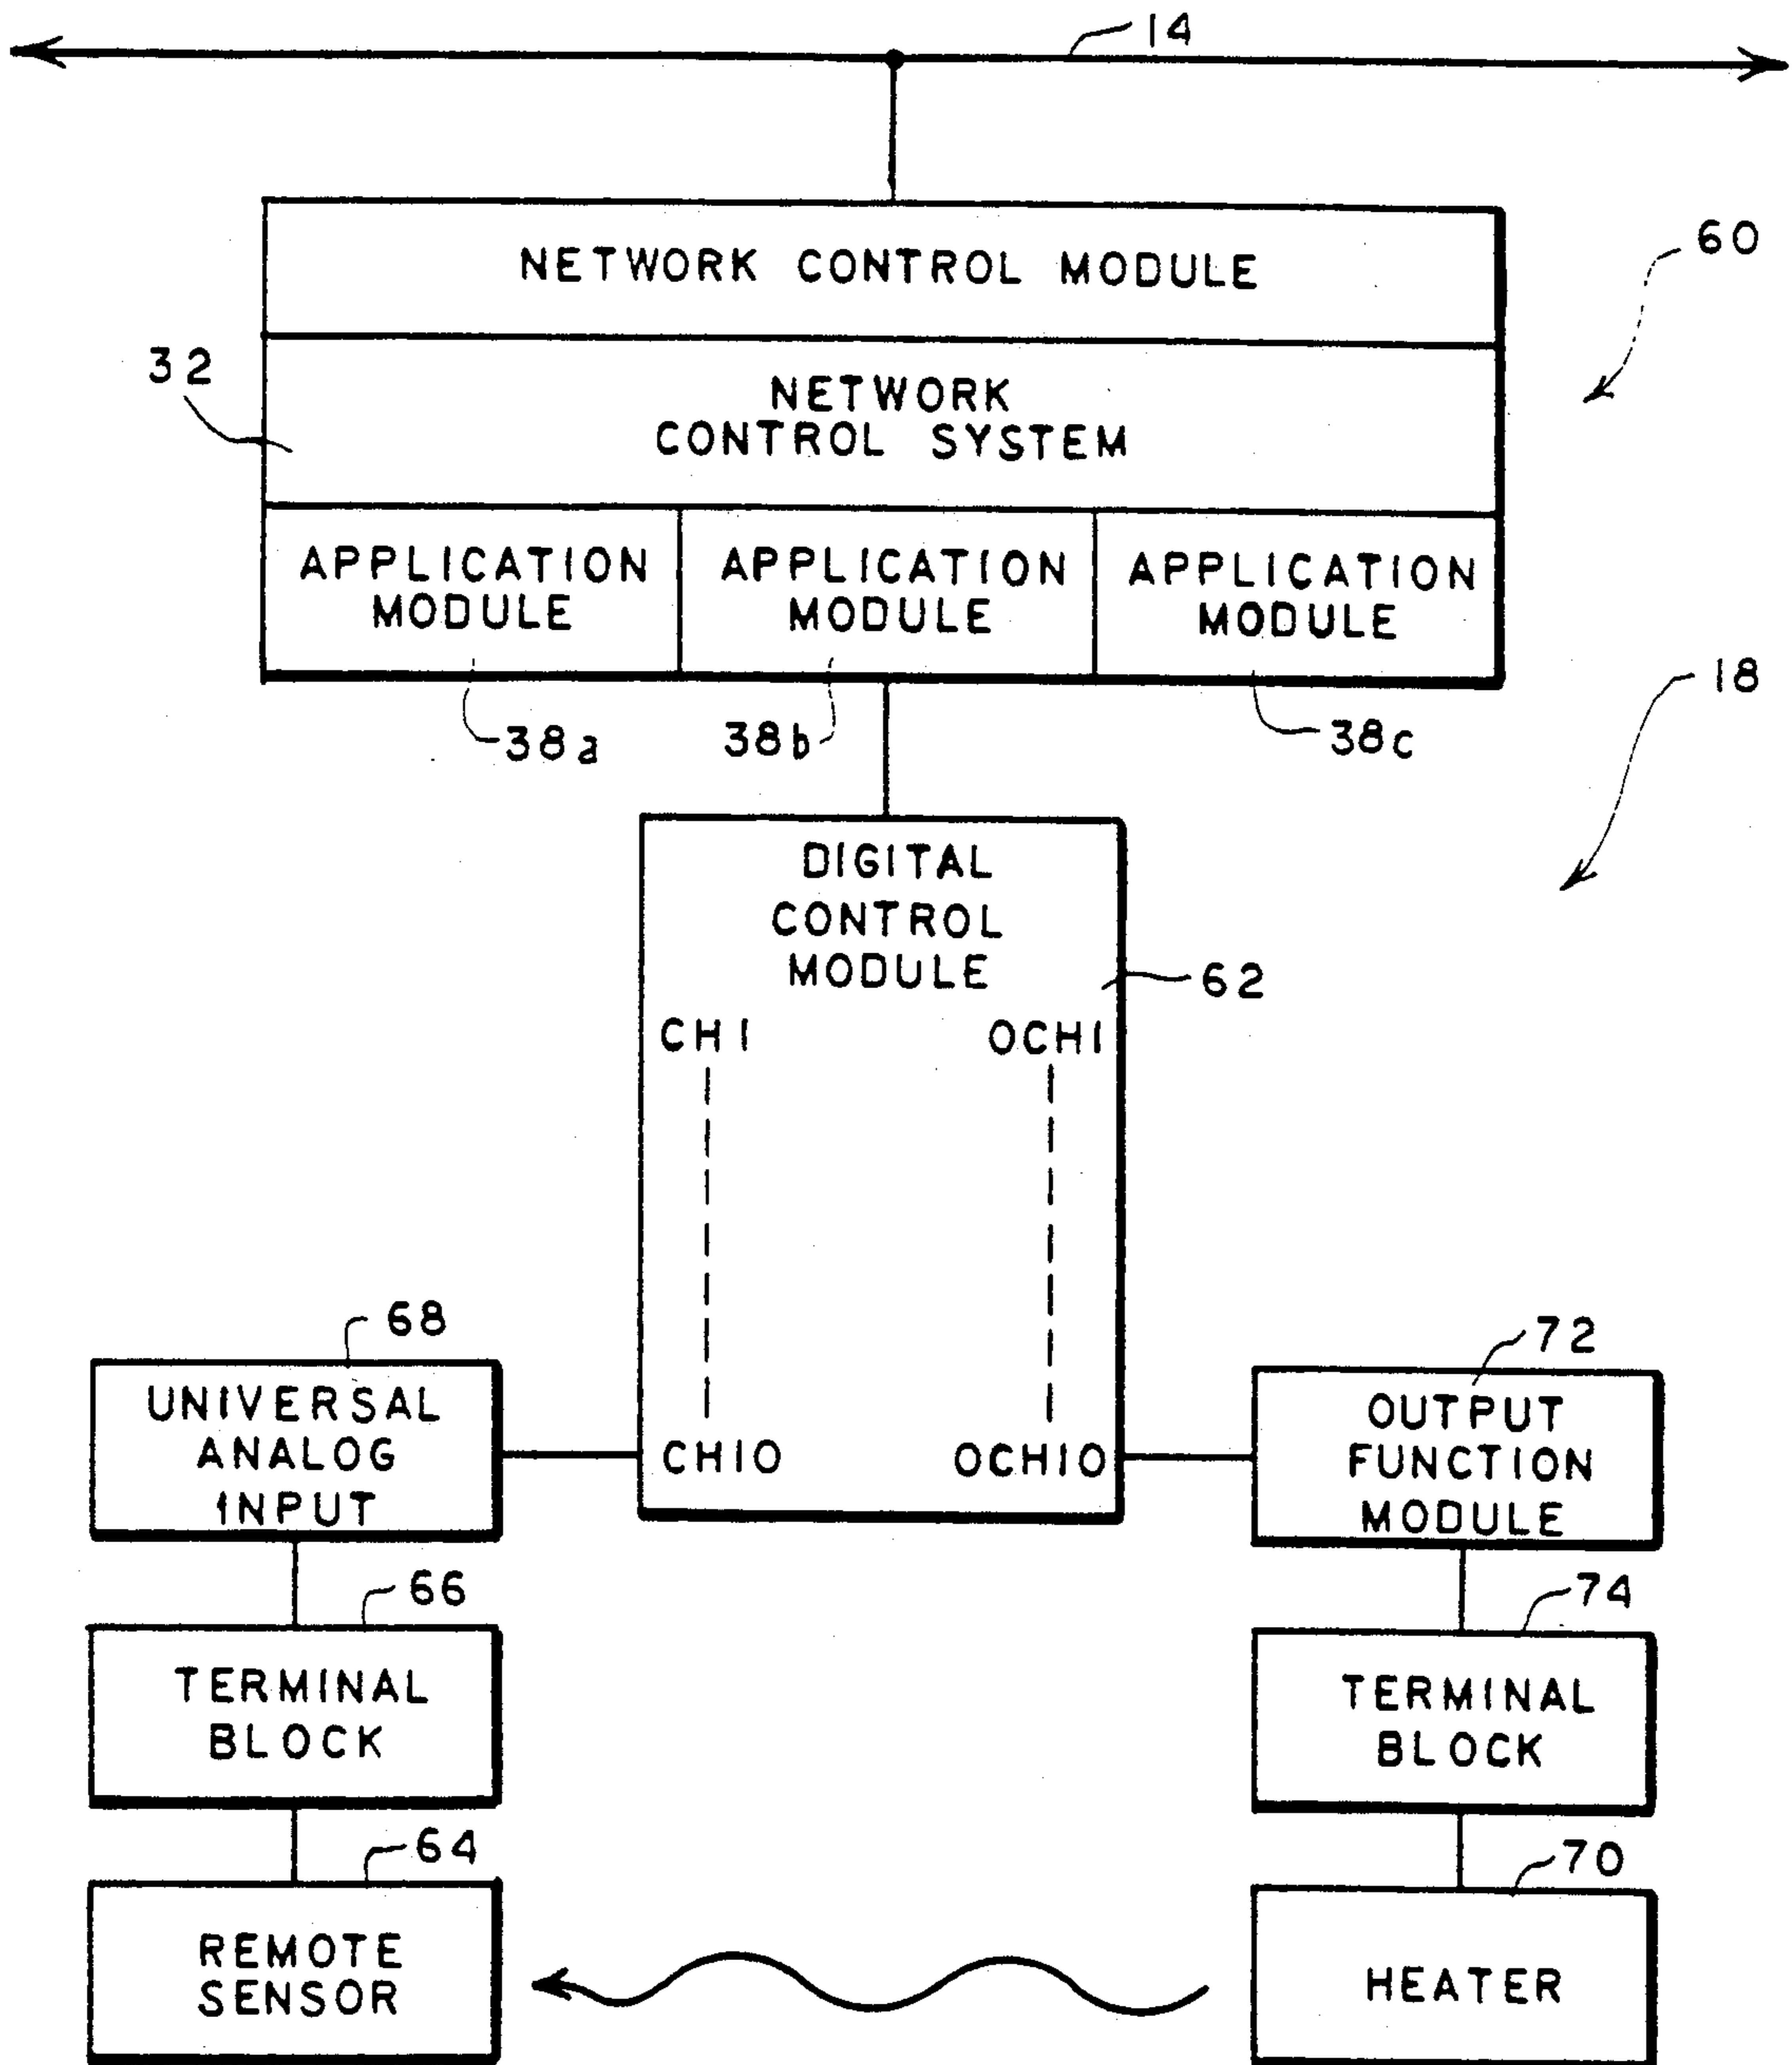 14
NETWORK CONTROL MODULE
60
32
NETWORK
CONTROL SYSTEM
APPLICATION
MODULE
APPLICATION
MODULE
APPLICATION
MODULE
18
38a
38b
38c
DIGITAL
CONTROL
MODULE
62
CH1
OCH1
68
72
UNIVERSAL
ANALOG
INPUT
CH10
OCH10
OUTPUT
FUNCTION
MODULE
66
74
TERMINAL
BLOCK
TERMINAL
BLOCK
64
70
REMOTE
SENSOR
HEATER